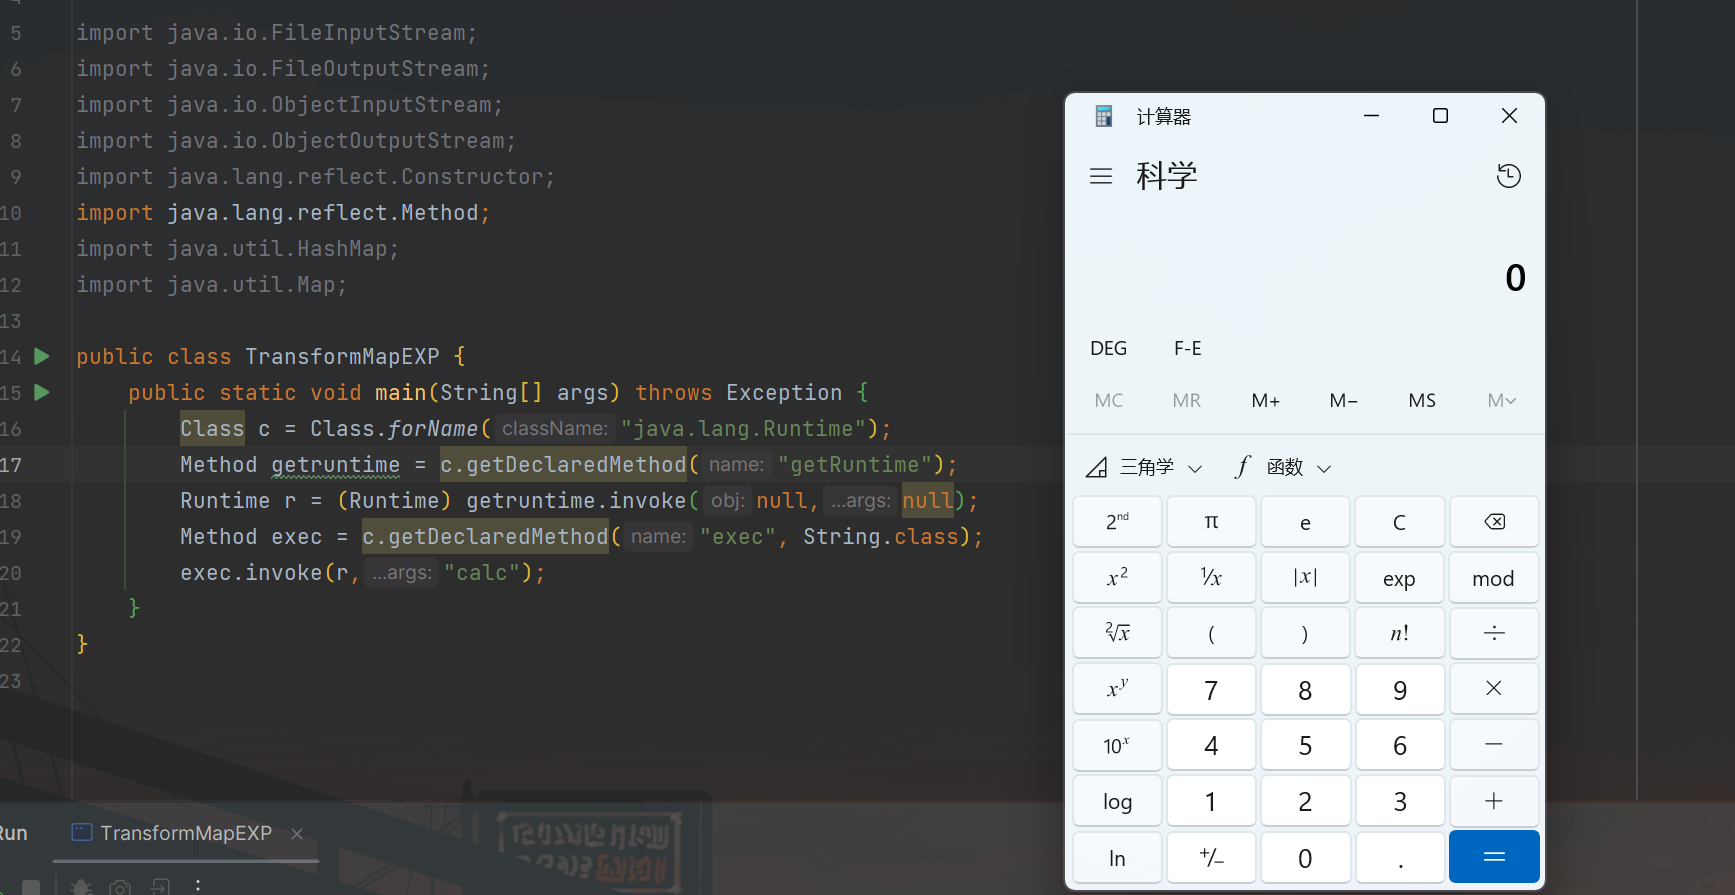 5 import java.io.FileInputStream;
6 import java.io.FileOutputStream;
7 import java.io.ObjectInputStream;
8 import java.io.ObjectOutputStream;
9 import java.lang.reflect.Constructor;
10 import java.lang.reflect.Method;
11 import java.util.HashMap;
12 import java.util.Map;
13
14 public class TransformMapEXP {
15 public static void main(String[] args) throws Exception {
16 Class c = Class.forName( className: "java.lang.Runtime");
17 Method getruntime = c.getDeclaredMethod( name: "getRuntime");
18 Runtime r = (Runtime) getruntime.invoke( obj: null, ...args: null);
19 Method exec = c.getDeclaredMethod( name: "exec", String.class);
20 exec.invoke(r, ...args: "calc");
21 }
22 }
23
Run TransformMapEXP ×
计算器
科学
0
DEG F-E
MC MR M+ M− MS M
三角学 f 函数
2nd π e C
x² ¹/x |x| exp mod
²√x ( ) n! ÷
xʸ 7 8 9 ×
10ˣ 4 5 6 −
log 1 2 3 +
ln +/− 0 . =